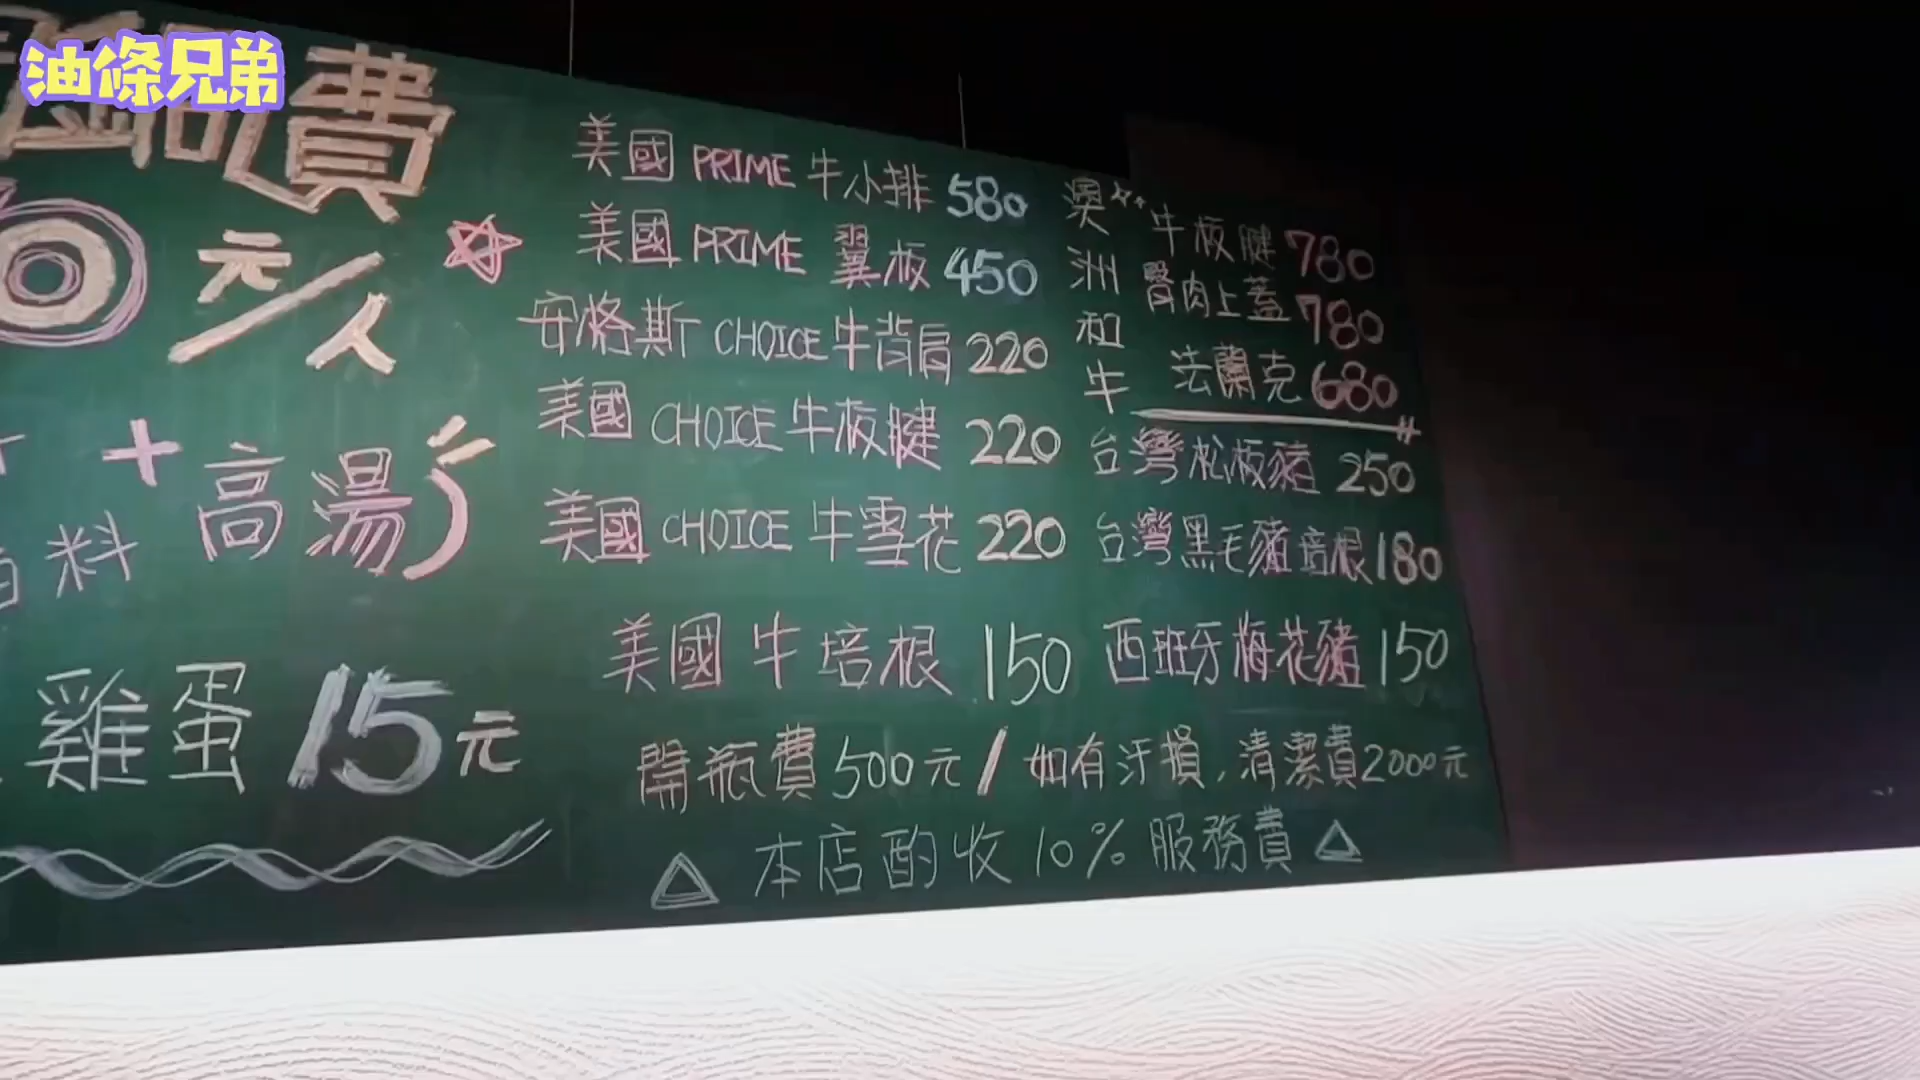 油條兄弟
鍋費
0元/人
+高湯)
料
雞蛋 15元
美國 PRIME 牛小排 580
美國 PRIME 翼板 450
安格斯 CHOICE 牛背肩 220
美國 CHOICE 牛板腱 220
美國 CHOICE 牛雪花 220
美國 牛培根 150
澳洲和牛
牛板腱 780
臀肉上蓋 780
法蘭克 680
台灣松板豬 250
台灣黑毛豬培根 180
西班牙梅花豬 150
開瓶費500元/如有汙損,清潔費2000元
△ 本店酌收10%服務費 △